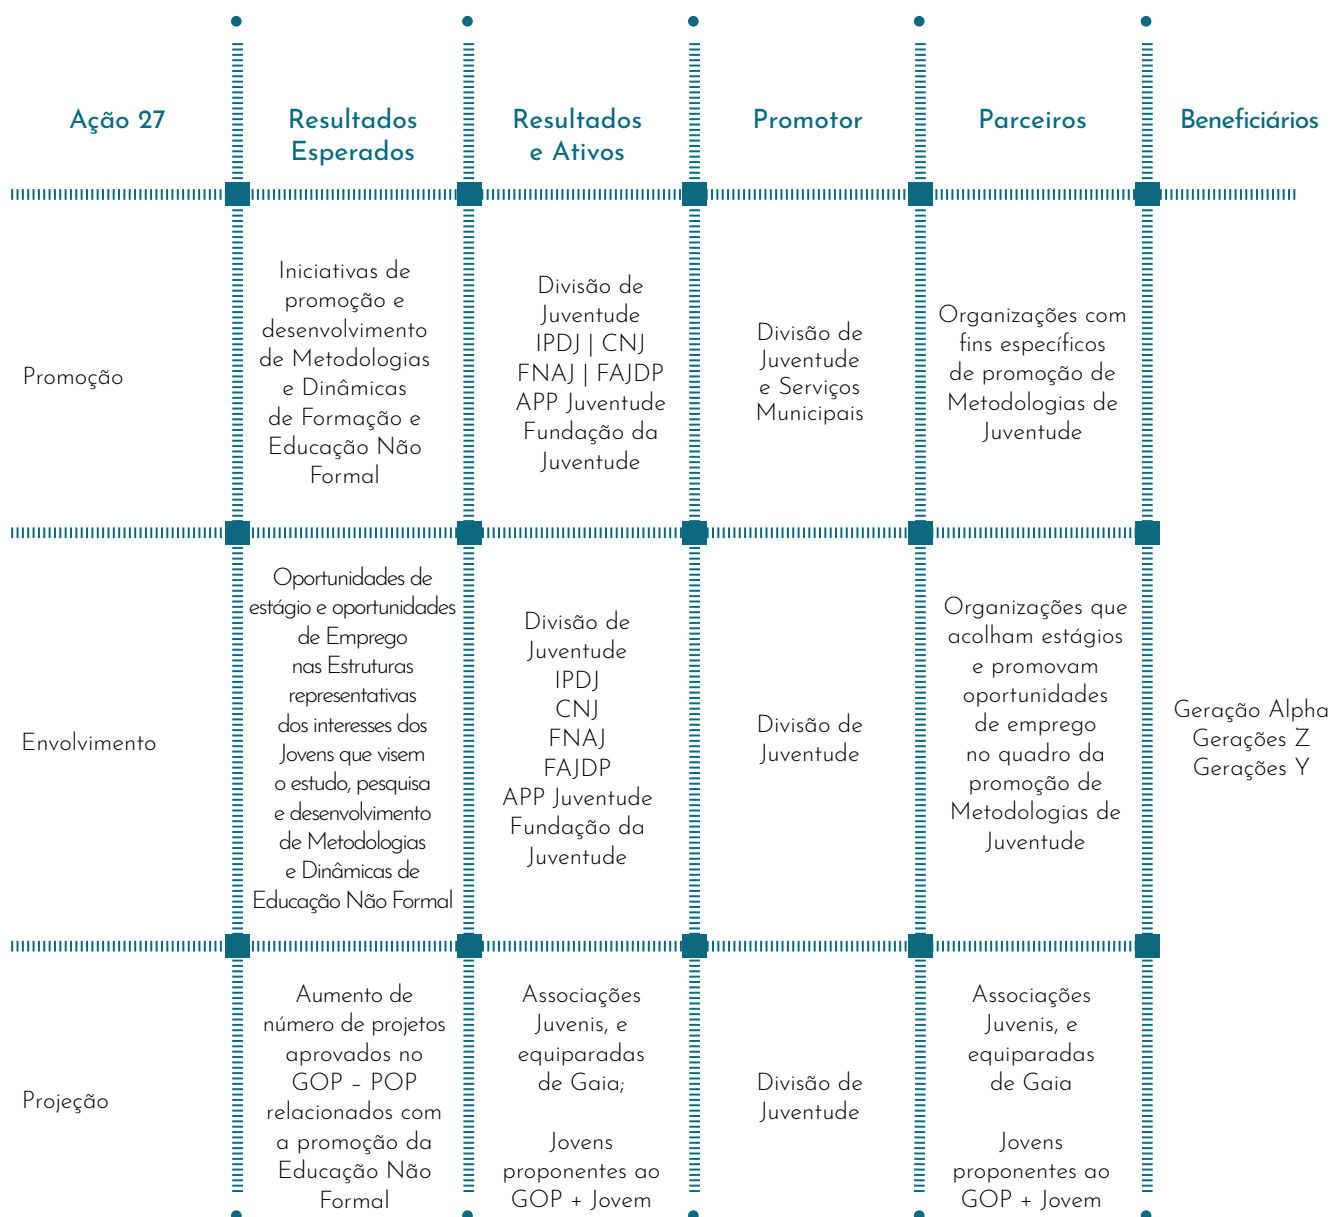 Ação 27
Resultados
Esperados
Resultados
e Ativos
Promotor
Parceiros
Beneficiários
Promoção
Iniciativas de
promoção e
desenvolvimento
de Metodologias
e Dinâmicas
de Formação e
Educação Não
Formal
Divisão de
Juventude
IPDJ | CNJ
FNAJ | FAJDP
APP Juventude
Fundação da
Juventude
Divisão de
Juventude
e Serviços
Municipais
Organizações com
fins específicos
de promoção de
Metodologias de
Juventude
Envolvimento
Oportunidades de
estágio e oportunidades
de Emprego
nas Estruturas
representativas
dos interesses dos
Jovens que visem
o estudo, pesquisa
e desenvolvimento
de Metodologias
e Dinâmicas de
Educação Não Formal
Divisão de
Juventude
IPDJ
CNJ
FNAJ
FAJDP
APP Juventude
Fundação da
Juventude
Divisão de
Juventude
Organizações que
acolham estágios
e promovam
oportunidades
de emprego
no quadro da
promoção de
Metodologias de
Juventude
Geração Alpha
Gerações Z
Gerações Y
Projeção
Aumento de
número de projetos
aprovados no
GOP – POP
relacionados com
a promoção da
Educação Não
Formal
Associações
Juvenis, e
equiparadas
de Gaia;
Jovens
proponentes ao
GOP + Jovem
Divisão de
Juventude
Associações
Juvenis, e
equiparadas
de Gaia
Jovens
proponentes ao
GOP + Jovem